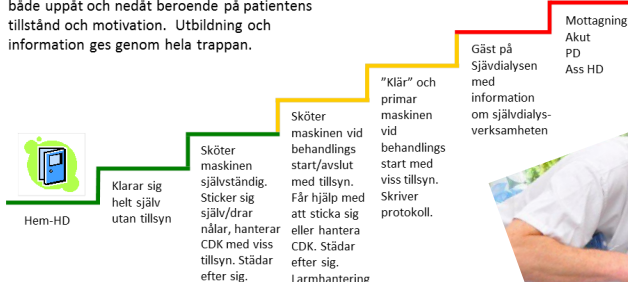 både uppåt och nedåt beroende på patientens
tillstånd och motivation. Utbildning och
information ges genom hela trappan.
Hem-HD
Klarar sig
helt själv
utan tillsyn
Sköter
maskinen
självständig.
Sticker sig
själv/drar
nålar, hanterar
CDK med viss
tillsyn. Städar
efter sig.
Sköter
maskinen vid
behandlings
start/avslut
med tillsyn.
Får hjälp med
att sticka sig
eller hantera
CDK. Städar
efter sig.
Larmhantering
”Klär” och
primar
maskinen
vid
behandlings
start med
viss tillsyn.
Skriver
protokoll.
Gäst på
Sjävdialysen
med
information
om självdialys-
verksamheten
Mottagning
Akut
PD
Ass HD